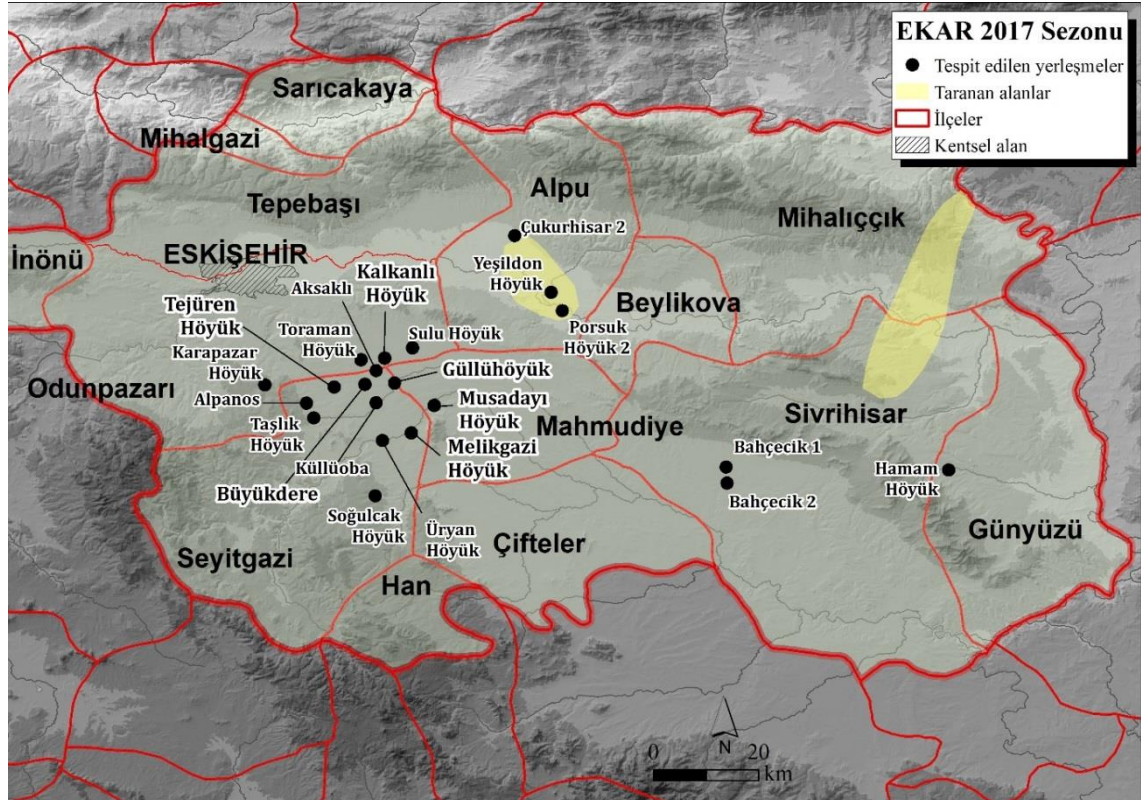 EKAR 2017 Sezonu
Tespit edilen yerleşmeler
Taranan alanlar
İlçeler
Kentsel alan
Sarıcakaya
Mihalgazi
Tepebaşı
Alpu
Mihalıççık
Çukurhisar 2
İnönü
ESKİŞEHİR
Kalkanlı
Höyük
Yeşildon
Höyük
Aksaklı
Beylikova
Tejüren
Höyük
Toraman
Höyük
Sulu Höyük
Porsuk
Höyük 2
Karapazar
Höyük
Güllühöyük
Odunpazarı
Alpanos
Musadayı
Höyük
Sivrihisar
Taşlık
Höyük
Mahmudiye
Melikgazi
Höyük
Bahçecik 1
Küllüoba
Hamam
Höyük
Büyükdere
Bahçecik 2
Soğulcak
Höyük
Üryan
Höyük
Çifteler
Günyüzü
Seyitgazi
Han
N
0 20
km